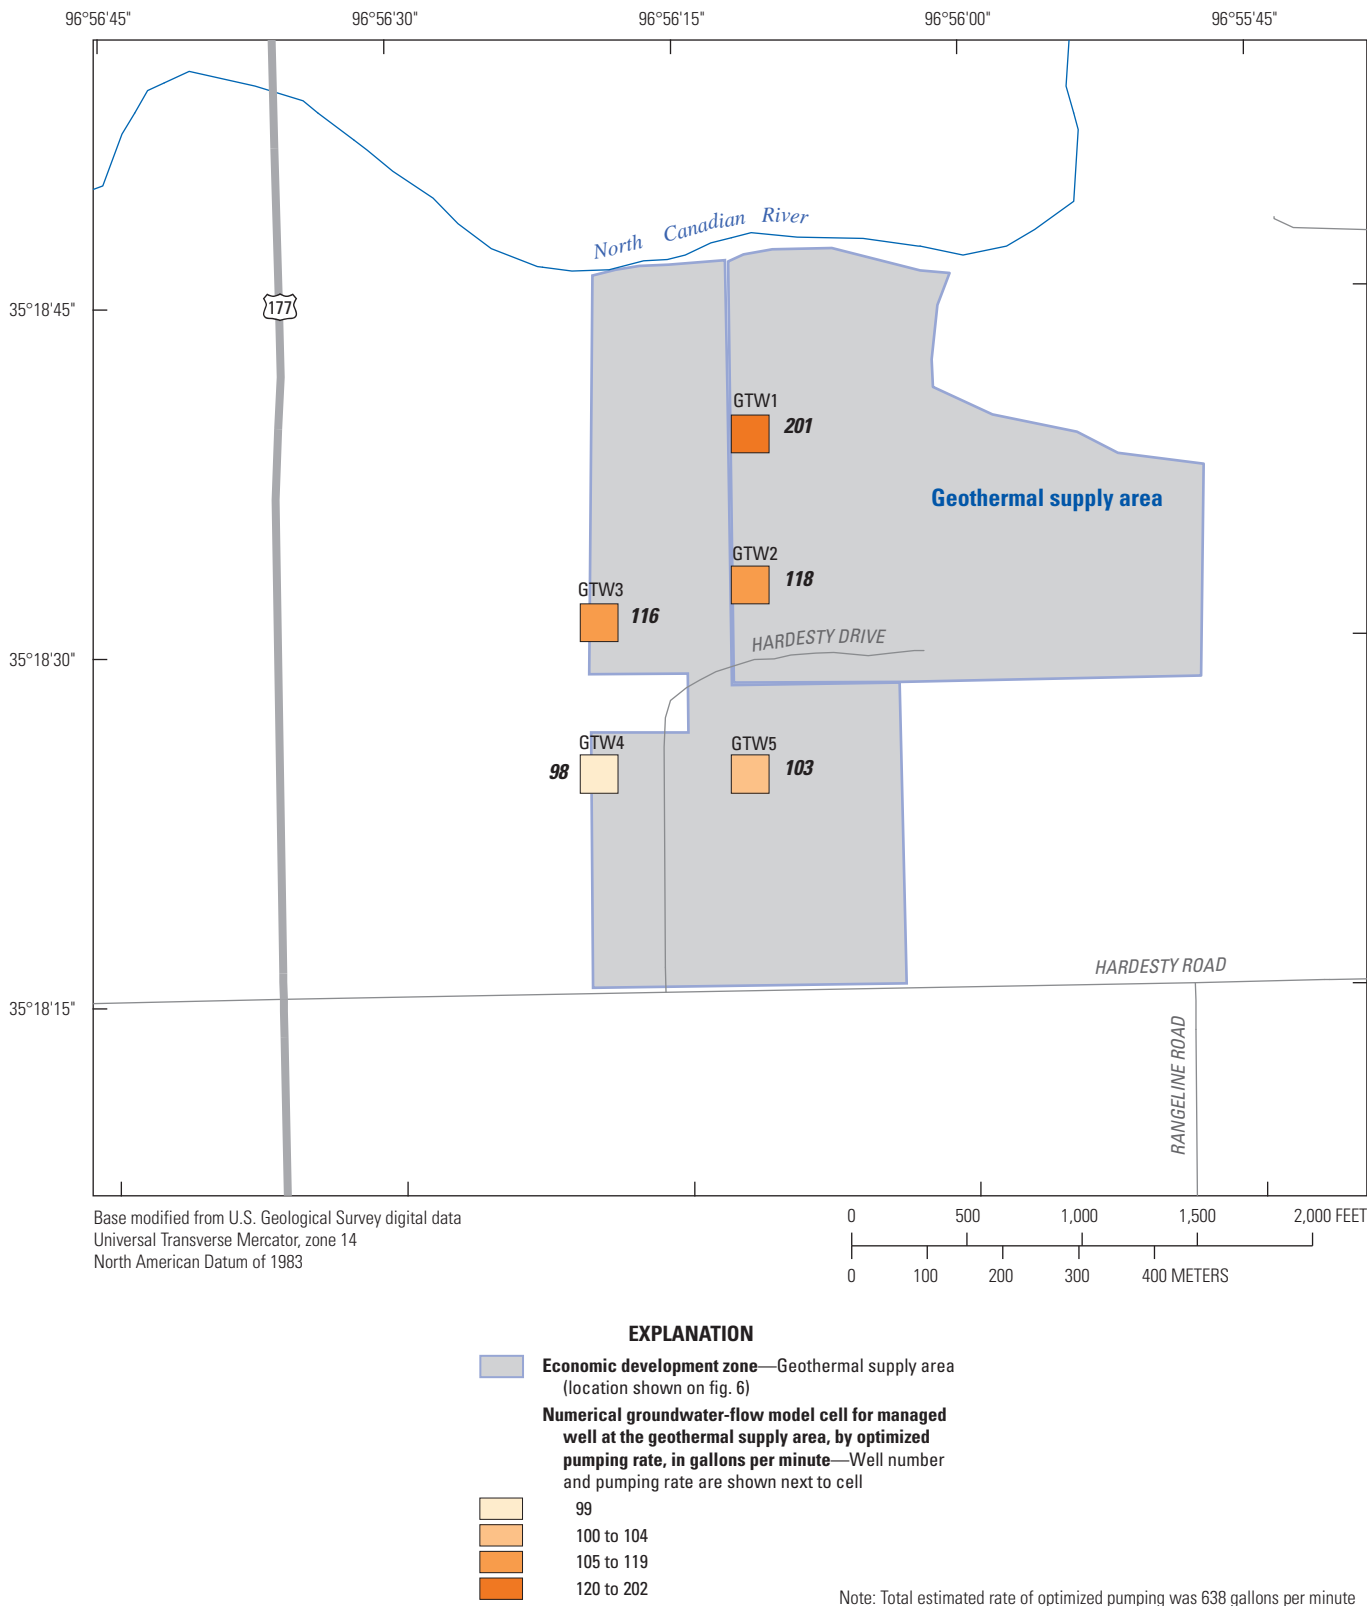 96°56'45"
96°56'30"
96°56'15"
96°56'00"
96°55'45"
North Canadian River
35°18'45"
177
GTW1
201
Geothermal supply area
GTW2
118
GTW3
116
HARDESTY DRIVE
35°18'30"
GTW4
98
GTW5
103
HARDESTY ROAD
35°18'15"
RANGELINE ROAD
Base modified from U.S. Geological Survey digital data
Universal Transverse Mercator, zone 14
North American Datum of 1983
0 500 1,000 1,500 2,000 FEET
0 100 200 300 400 METERS
EXPLANATION
Economic development zone—Geothermal supply area
(location shown on fig. 6)
Numerical groundwater-flow model cell for managed
well at the geothermal supply area, by optimized
pumping rate, in gallons per minute—Well number
and pumping rate are shown next to cell
99
100 to 104
105 to 119
120 to 202
Note: Total estimated rate of optimized pumping was 638 gallons per minute